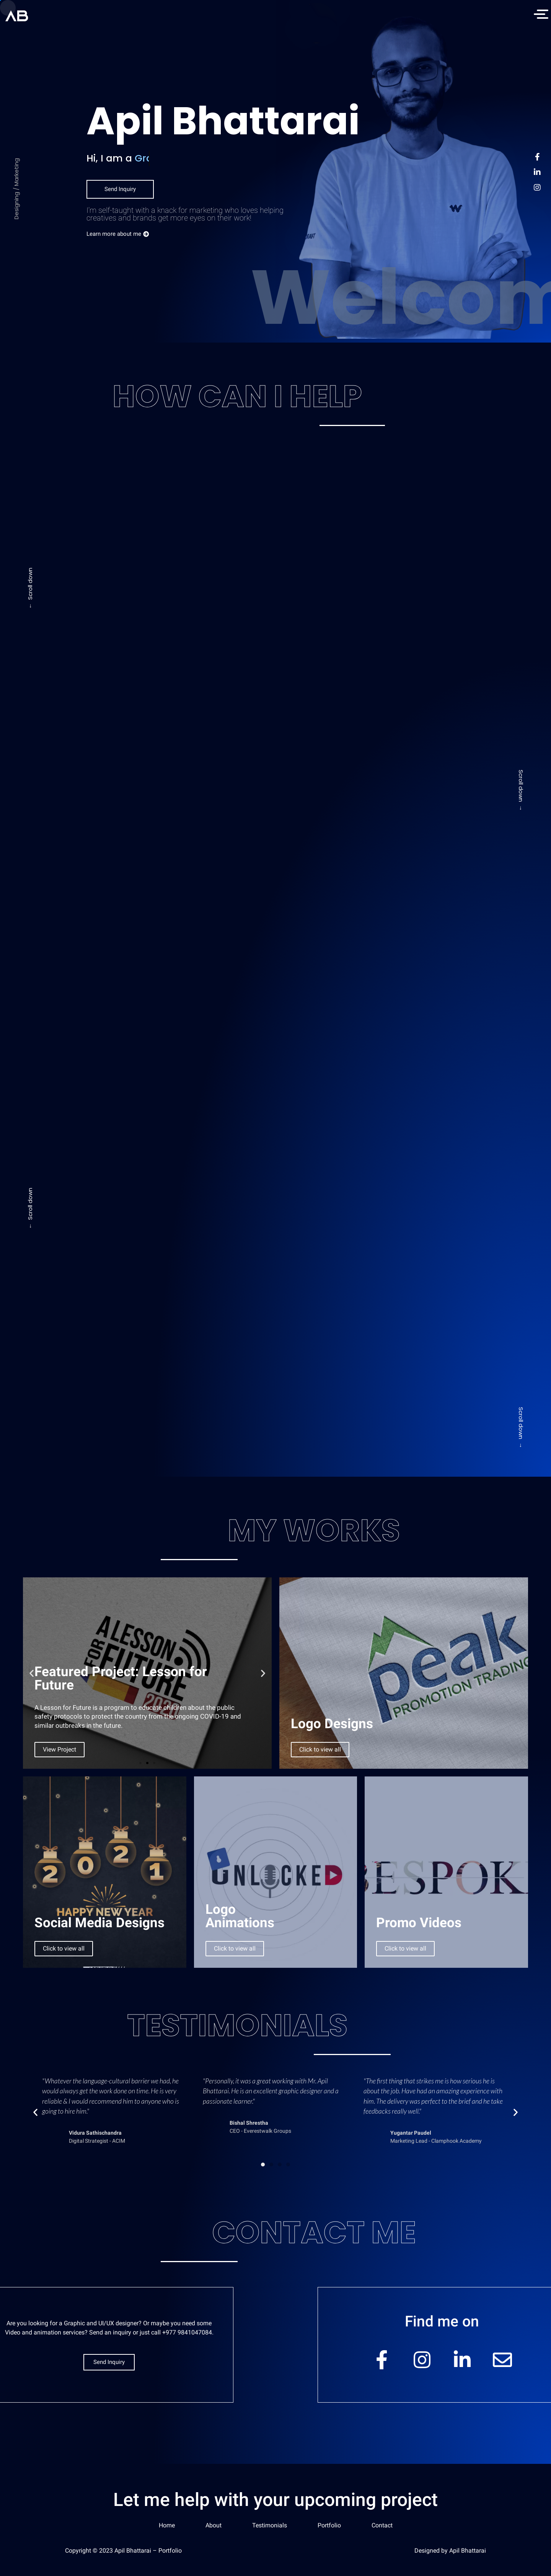 AB
Apil Bhattarai
Hi, I am a Gra
Designing / Marketing
Send Inquiry
I'm self-taught with a knack for marketing who loves helping
creatives and brands get more eyes on their work!
Learn more about me
Welcom
HOW CAN I HELP
← Scroll down
Scroll down →
← Scroll down
Scroll down →
MY WORKS
A LESSON
FOR
FUTURE
Featured Project: Lesson for
Future
A Lesson for Future is a program to educate children about the public
safety protocols to protect the country from the ongoing COVID-19 and
similar outbreaks in the future.
View Project
peak
PROMOTION TRADING
Logo Designs
Click to view all
2021
HAPPY NEW YEAR
Social Media Designs
Click to view all
UNLOCKED
Logo
Animations
Click to view all
BESPOKE
Promo Videos
Click to view all
TESTIMONIALS
"Whatever the language-cultural barrier we had, he
would always get the work done on time. He is very
reliable & I would recommend him to anyone who is
going to hire him."
Vidura Sathischandra
Digital Strategist - ACIM
"Personally, it was a great working with Mr. Apil
Bhattarai. He is an excellent graphic designer and a
passionate learner."
Bishal Shrestha
CEO - Everestwalk Groups
"The first thing that strikes me is how serious he is
about the job. Have had an amazing experience with
him. The delivery was perfect to the brief and he take
feedbacks really well."
Yugantar Paudel
Marketing Lead - Clamphook Academy
CONTACT ME
Are you looking for a Graphic and UI/UX designer? Or maybe you need some
Video and animation services? Send an inquiry or just call +977 9841047084.
Send Inquiry
Find me on
Let me help with your upcoming project
Home About Testimonials Portfolio Contact
Copyright © 2023 Apil Bhattarai – Portfolio
Designed by Apil Bhattarai